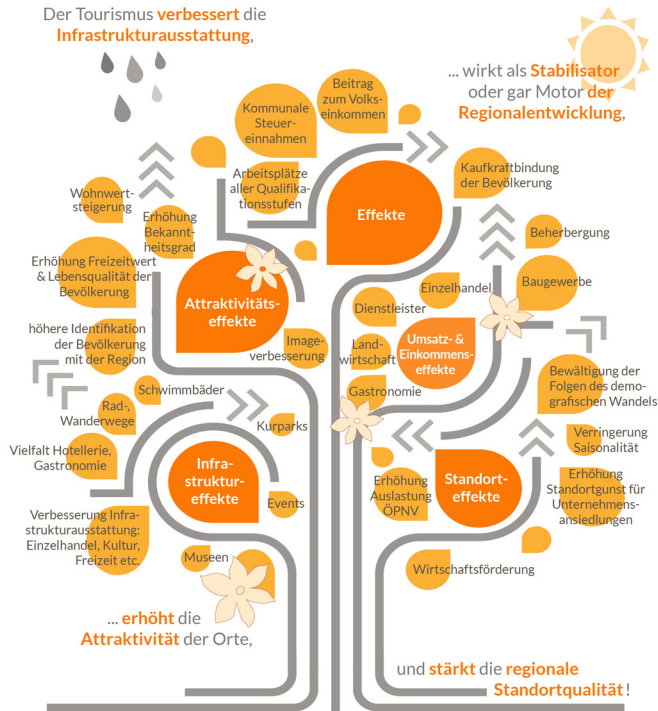 Der Tourismus verbessert die
Infrastrukturausstattung,
... wirkt als Stabilisator
oder gar Motor der
Regionalentwicklung,
Beitrag
zum Volks-
einkommen
Kommunale
Steuer-
einnahmen
Arbeitsplätze
aller Qualifika-
tionsstufen
Effekte
Kaufkraftbindung
der Bevölkerung
Wohnwert-
steigerung
Erhöhung
Bekannt-
heitsgrad
Erhöhung Freizeitwert
& Lebensqualität der
Bevölkerung
Attraktivitäts-
effekte
höhere Identifikation
der Bevölkerung
mit der Region
Image-
verbesserung
Beherbergung
Baugewerbe
Einzelhandel
Dienstleister
Umsatz- &
Einkommens-
effekte
Land-
wirtschaft
Gastronomie
Bewältigung der
Folgen des demo-
grafischen Wandels
Schwimmbäder
Rad-,
Wanderwege
Kurparks
Vielfalt Hotellerie,
Gastronomie
Infra-
struktur-
effekte
Events
Verbesserung Infra-
strukturausstattung:
Einzelhandel, Kultur,
Freizeit etc.
Museen
Verringerung
Saisonalität
Erhöhung
Auslastung
ÖPNV
Standort-
effekte
Erhöhung
Standortgunst für
Unternehmens-
ansiedlungen
Wirtschaftsförderung
... erhöht die
Attraktivität der Orte,
und stärkt die regionale
Standortqualität!